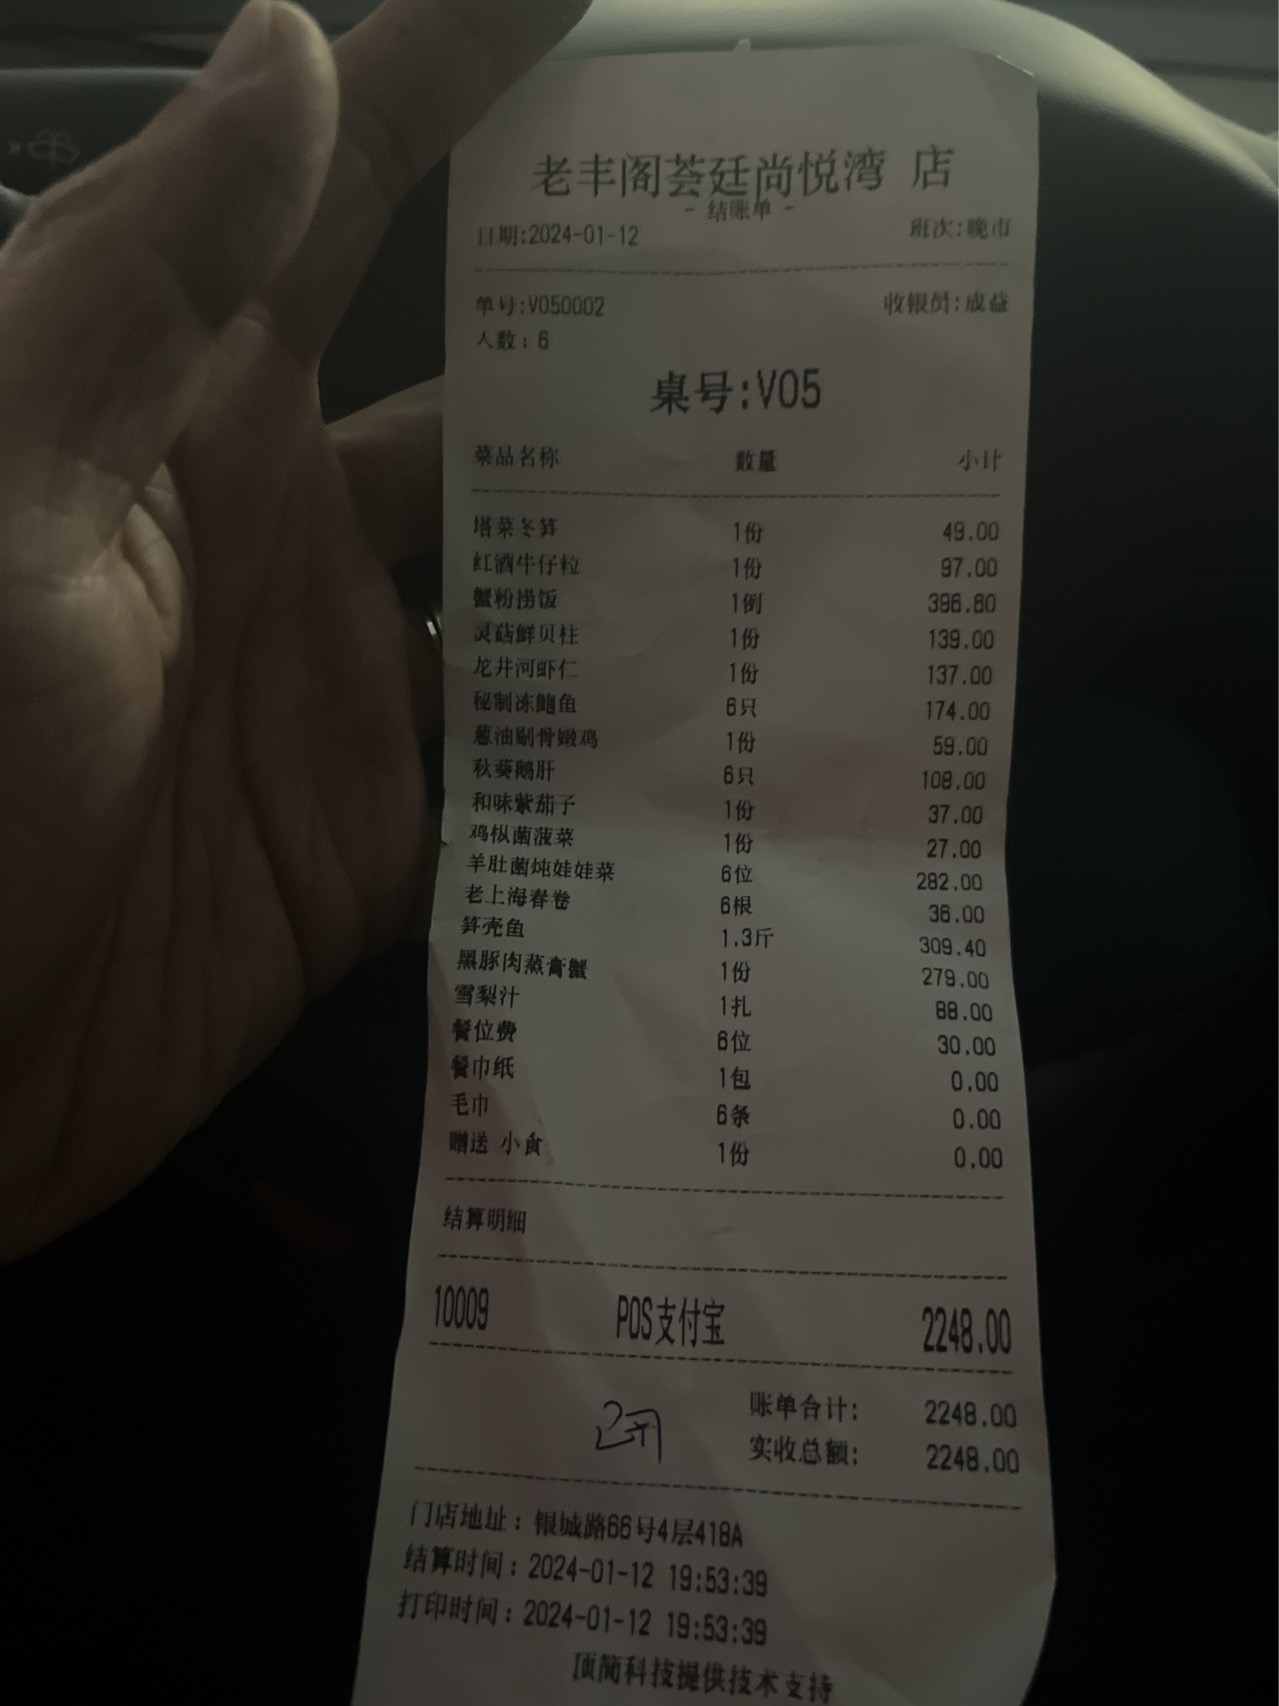 老丰阁荟廷尚悦湾 店
- 结账单 -
日期:2024-01-12 班次:晚市
单号:V050002 收银员:成益
人数: 6
桌号:V05
菜品名称 数量 小计
塔菜冬笋 1份 49.00
红酒牛仔粒 1份 97.00
蟹粉捞饭 1例 396.60
灵菇鲜贝柱 1份 139.00
龙井河虾仁 1份 137.00
秘制冻鲍鱼 6只 174.00
葱油剔骨嫩鸡 1份 59.00
秋葵鹅肝 6只 108.00
和味紫茄子 1份 37.00
鸡枞菌菠菜 1份 27.00
羊肚菌炖娃娃菜 6位 282.00
老上海春卷 6根 36.00
笋壳鱼 1.3斤 309.40
黑豚肉蒸膏蟹 1份 279.00
雪梨汁 1扎 88.00
餐位费 6位 30.00
餐巾纸 1包 0.00
毛巾 6条 0.00
赠送 小食 1份 0.00
结算明细
10009 POS支付宝 2248.00
账单合计: 2248.00
已开 实收总额: 2248.00
门店地址: 银城路66号4层418A
结算时间: 2024-01-12 19:53:39
打印时间: 2024-01-12 19:53:39
顶简科技提供技术支持